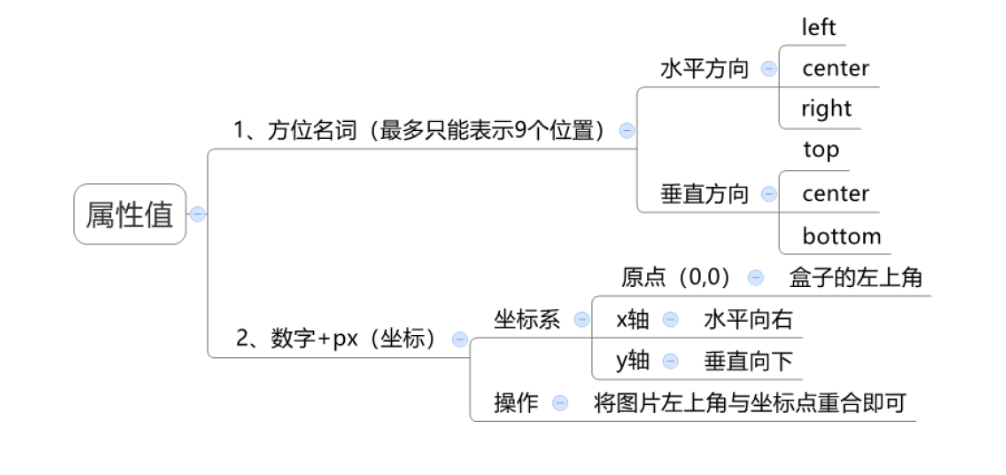 属性值
1、方位名词（最多只能表示9个位置）
水平方向
left
center
right
垂直方向
top
center
bottom
2、数字+px（坐标）
坐标系
原点（0,0） 盒子的左上角
x轴 水平向右
y轴 垂直向下
操作 将图片左上角与坐标点重合即可